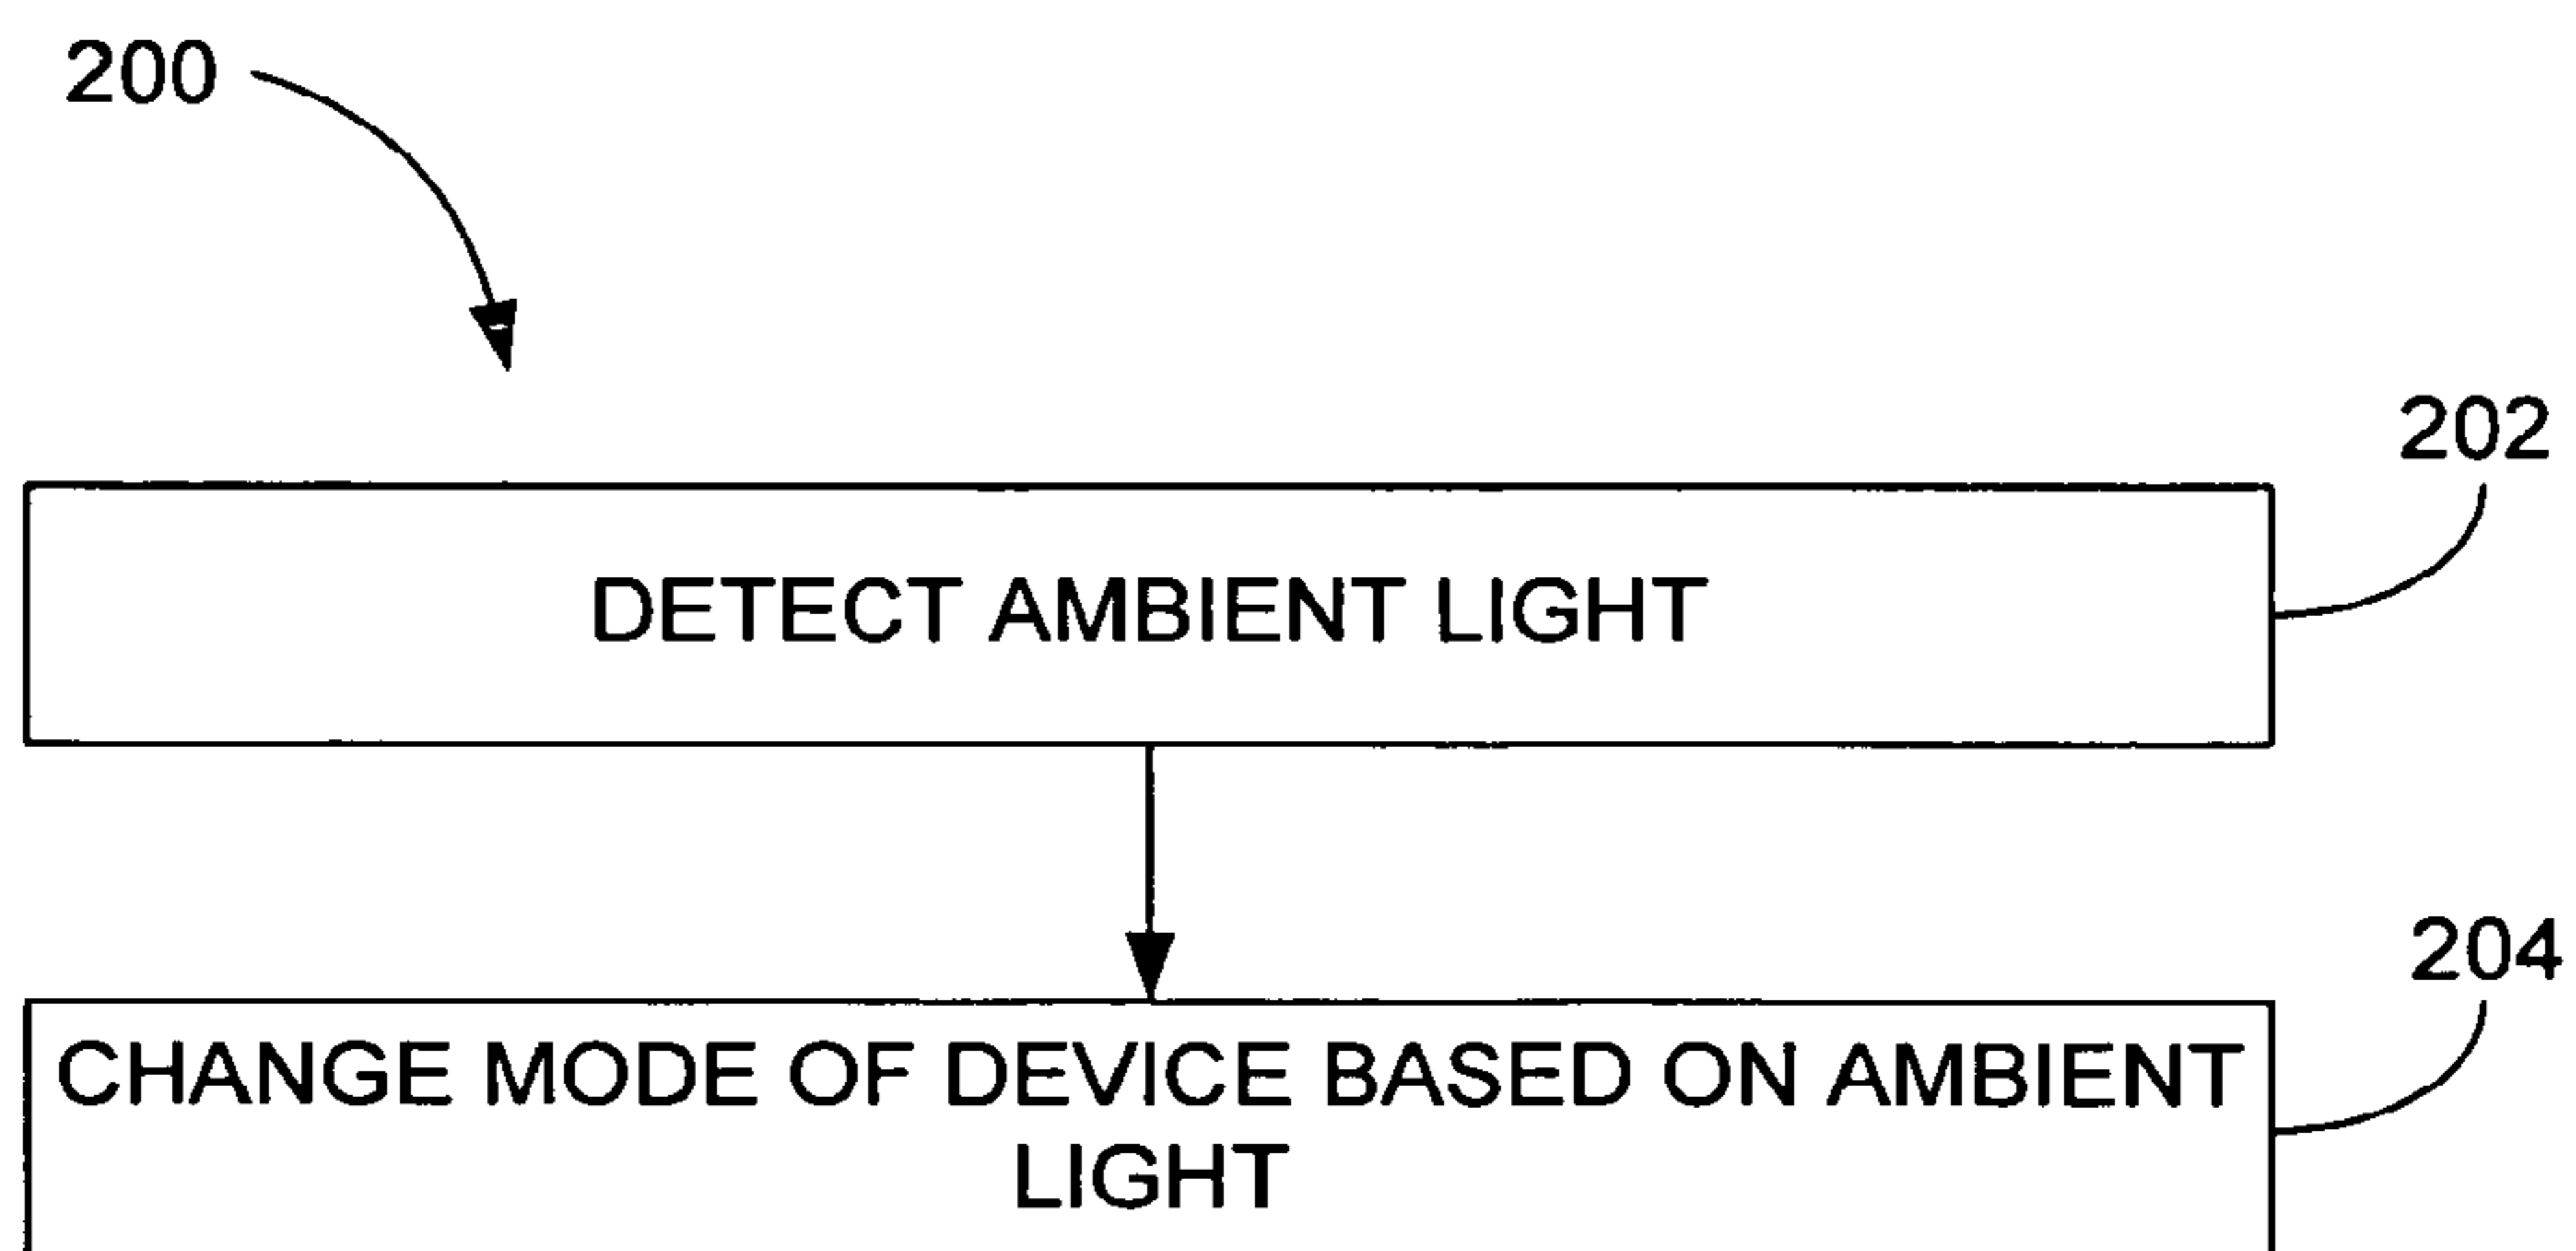 200
202
DETECT AMBIENT LIGHT
204
CHANGE MODE OF DEVICE BASED ON AMBIENT
LIGHT